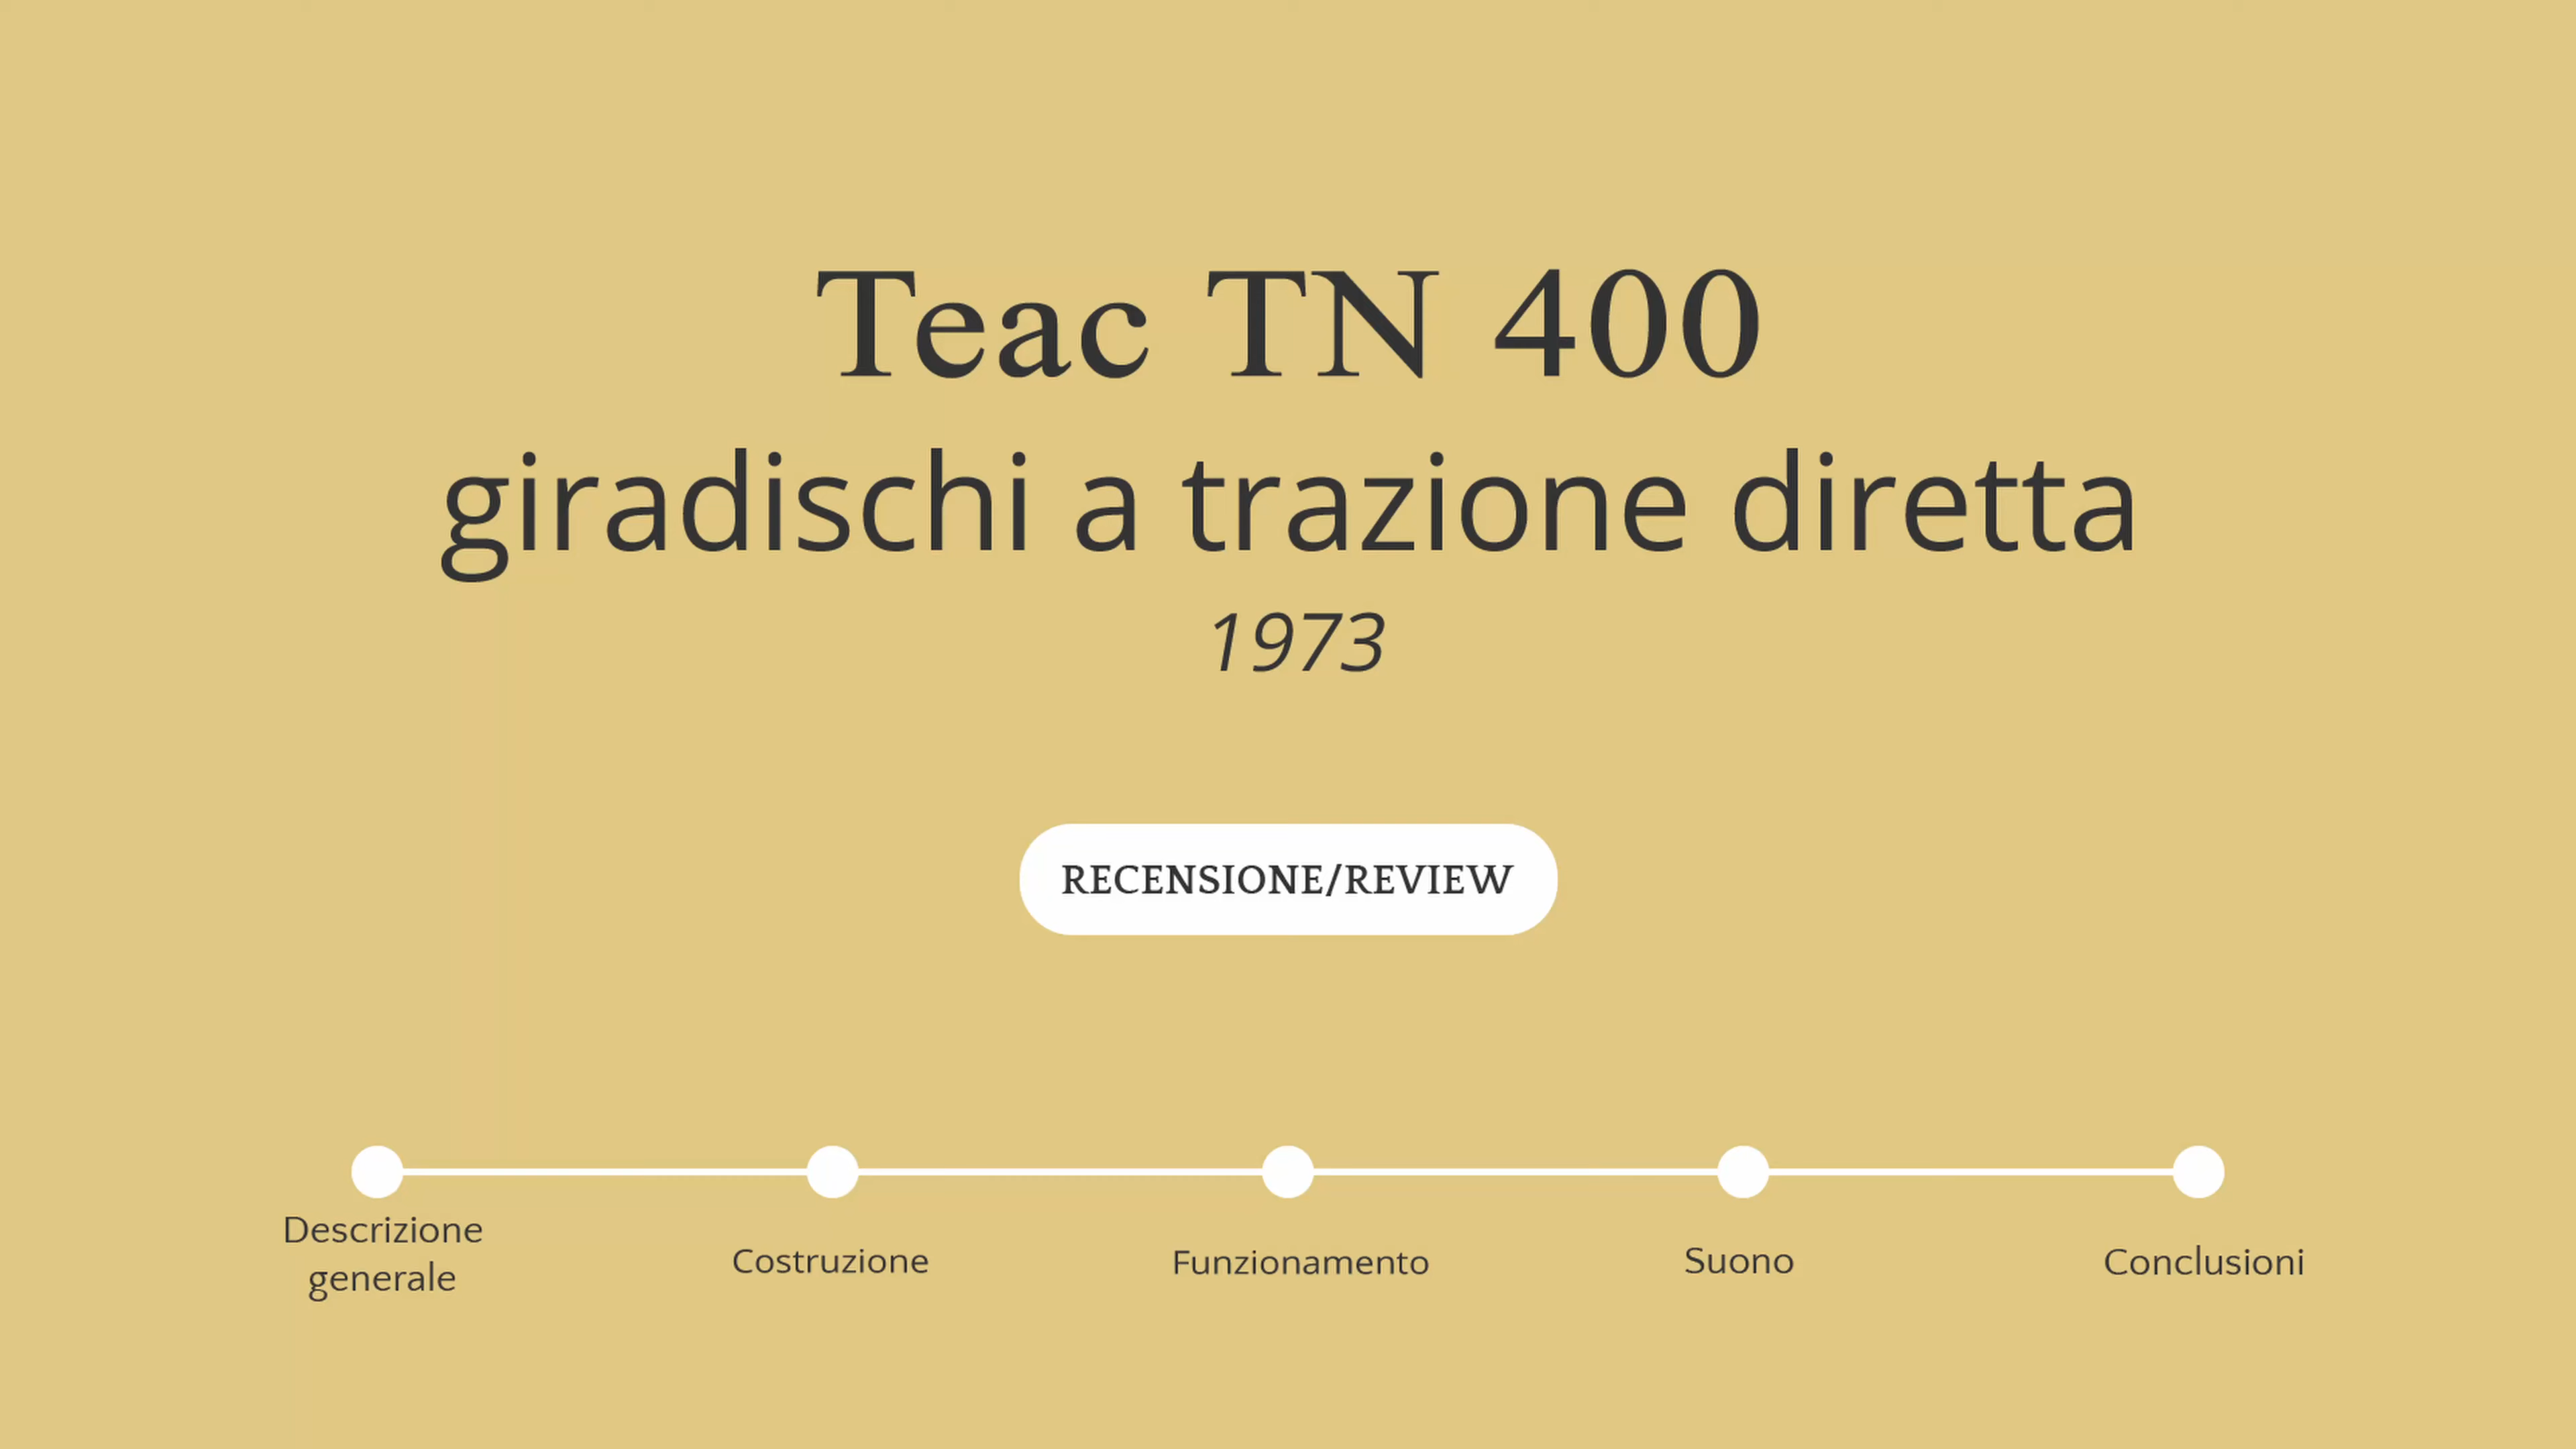 Teac TN 400
giradischi a trazione diretta
1973
RECENSIONE/REVIEW
Descrizione
generale
Costruzione
Funzionamento
Suono
Conclusioni